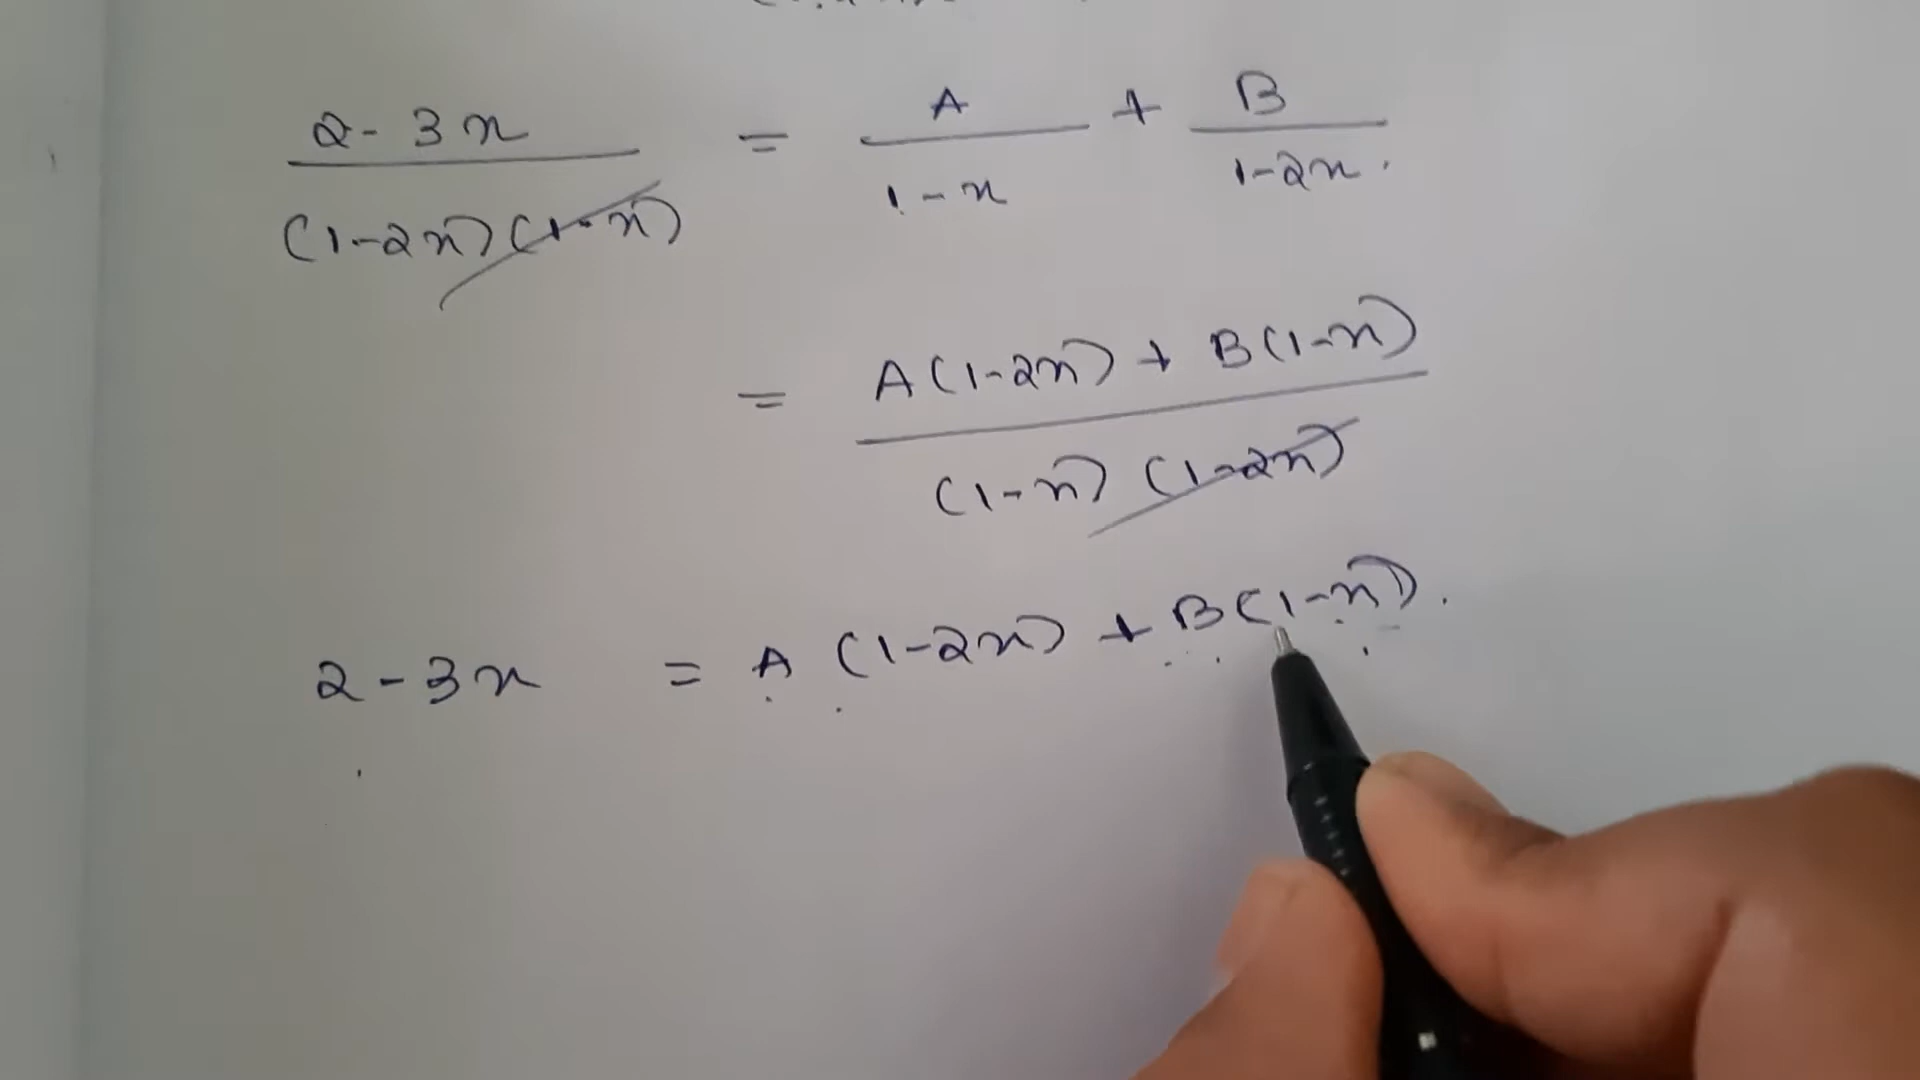 2 - 3x = A + B
(1-2x)(1-x) 1-x 1-2x.
= A(1-2x) + B(1-x)
(1-x) (1-2x)
2 - 3x = A (1-2x) + B(1-x).